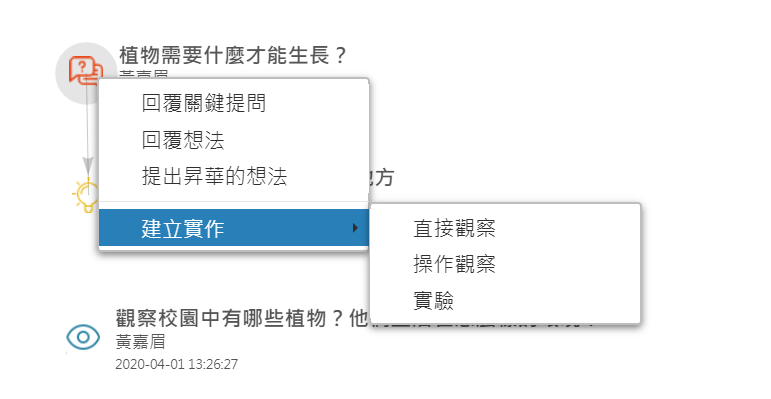 植物需要什麼才能生長？
黃嘉眉
回覆關鍵提問
回覆想法
提出昇華的想法
方
建立實作
直接觀察
操作觀察
實驗
觀察校園中有哪些植物？他
黃嘉眉
2020-04-01 13:26:27